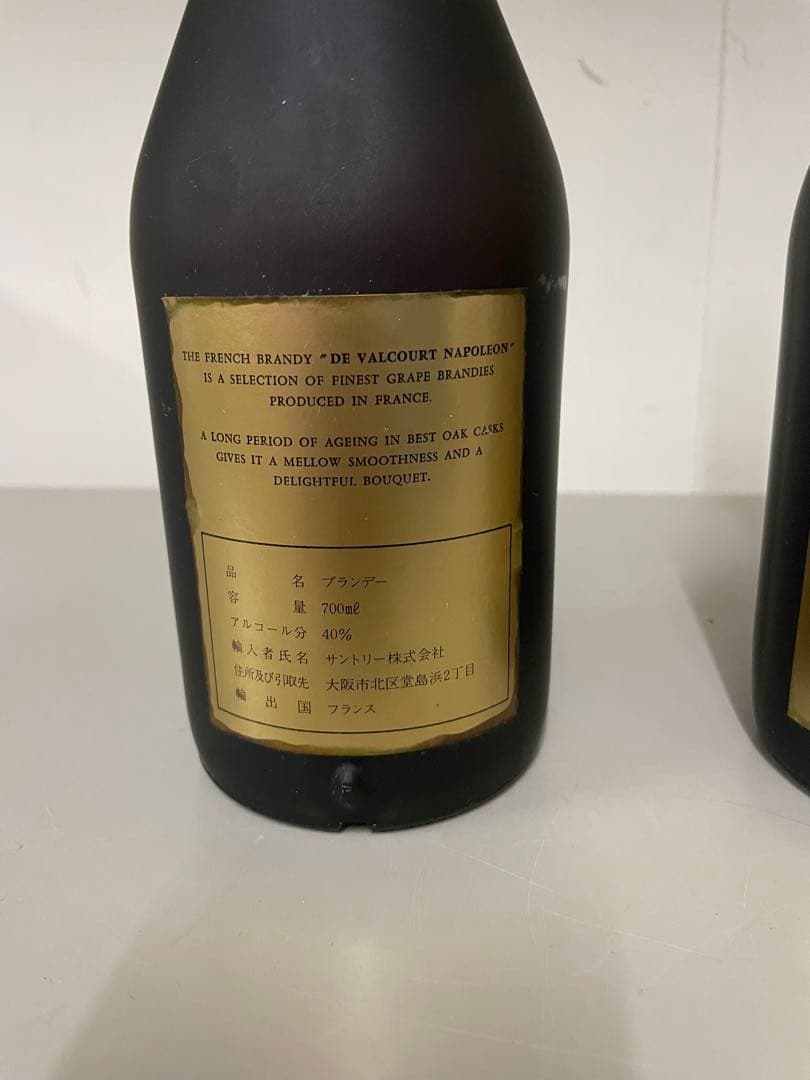 THE FRENCH BRANDY "DE VALCOURT NAPOLEON"
IS A SELECTION OF FINEST GRAPE BRANDIES
PRODUCED IN FRANCE.
A LONG PERIOD OF AGEING IN BEST OAK CASKS
GIVES IT A MELLOW SMOOTHNESS AND A
DELIGHTFUL BOUQUET.
品名 ブランデー
容量 700mℓ
アルコール分 40%
輸入者氏名 サントリー株式会社
住所及び引取先 大阪市北区堂島浜2丁目
輸出国 フランス